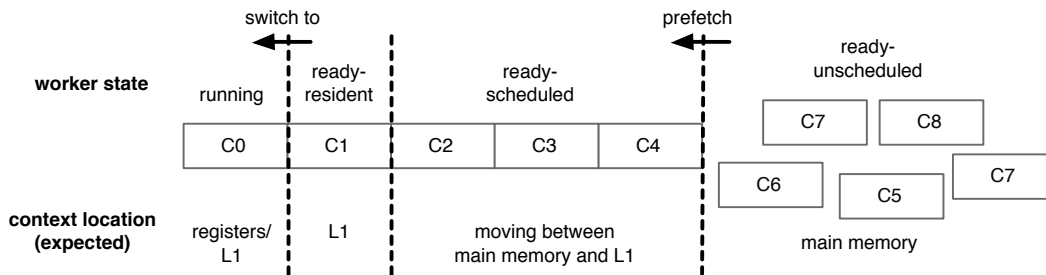 switch to
prefetch
worker state
running
ready-
resident
ready-
scheduled
ready-
unscheduled
C0
C1
C2
C3
C4
C7
C8
C6
C5
C7
context location
(expected)
registers/
L1
L1
moving between
main memory and L1
main memory